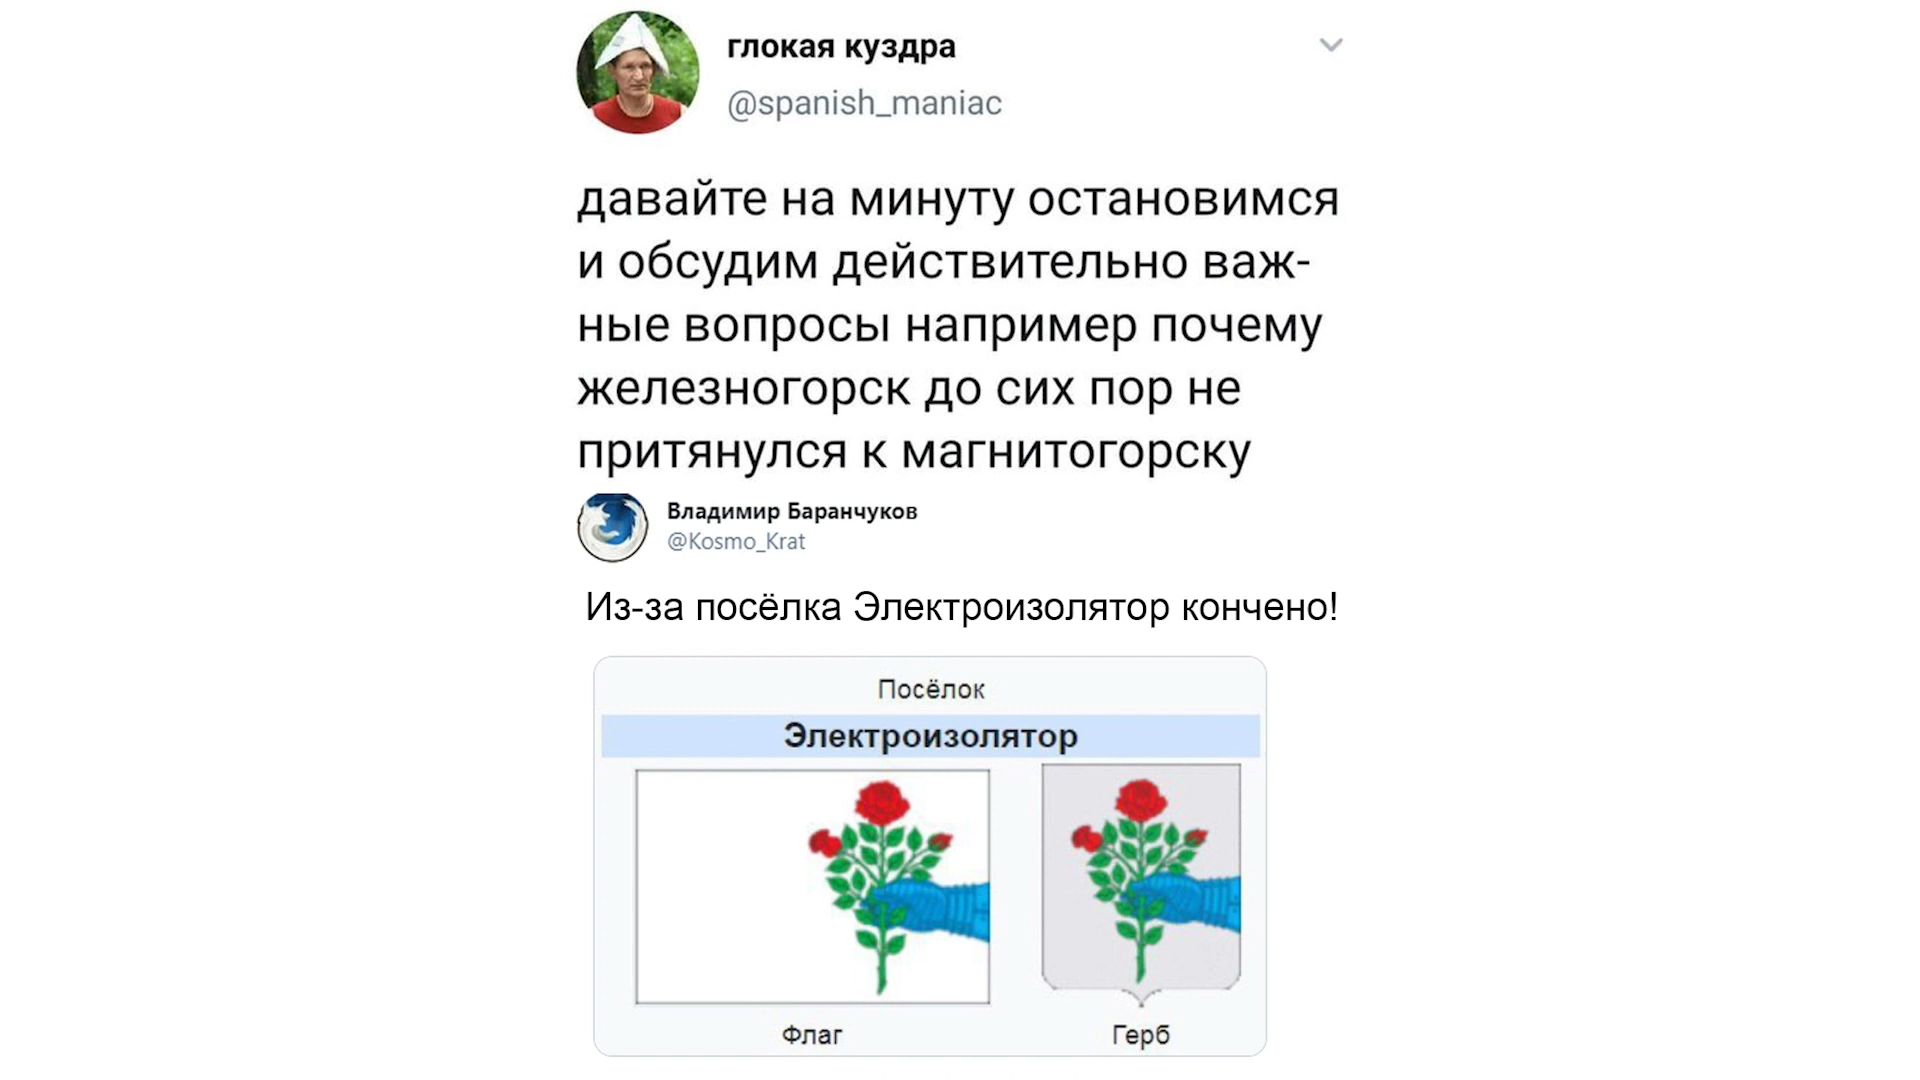 глокая куздра
@spanish_maniac
давайте на минуту остановимся
и обсудим действительно важ-
ные вопросы например почему
железногорск до сих пор не
притянулся к магнитогорску
Владимир Баранчуков
@Kosmo_Krat
Из-за посёлка Электроизолятор кончено!
Посёлок
Электроизолятор
Флаг
Герб